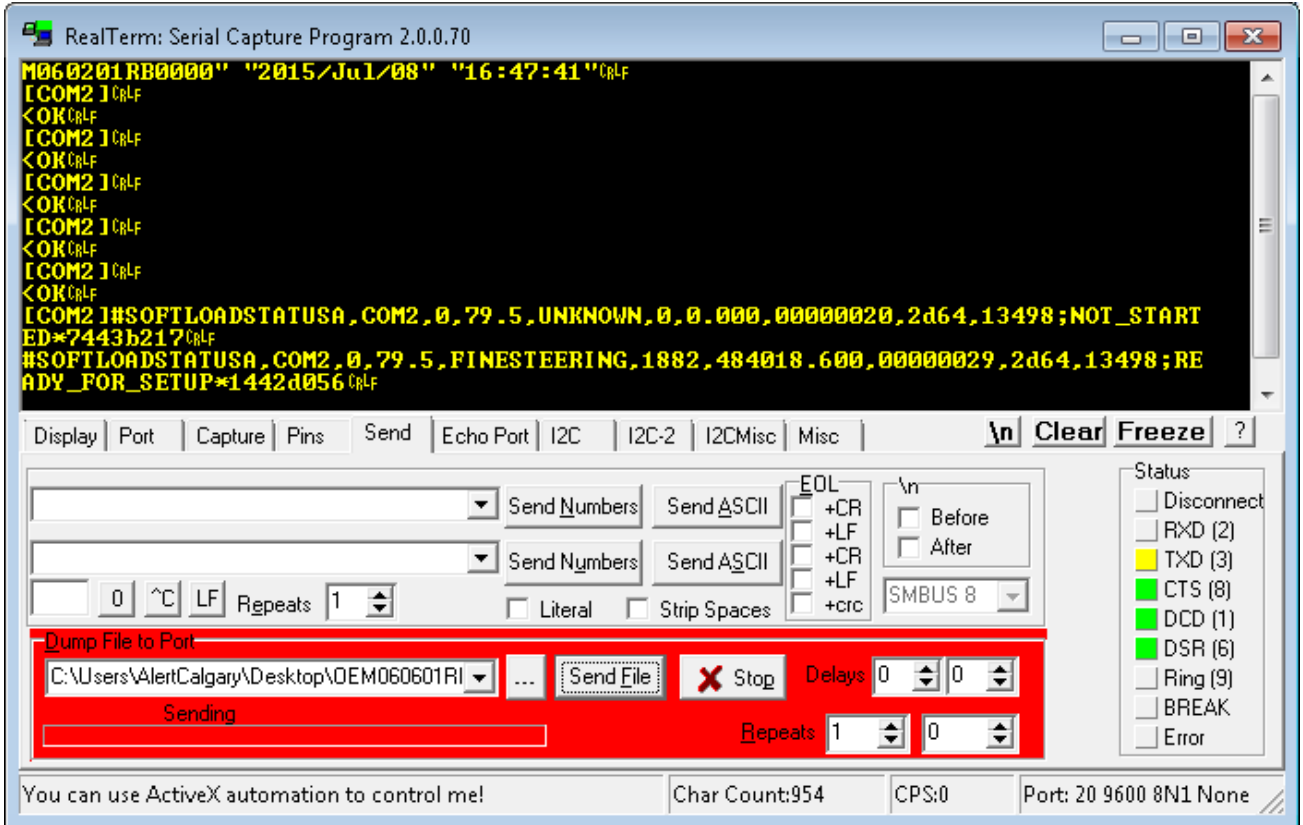 RealTerm: Serial Capture Program 2.0.0.70
M060201RB0000" "2015/Jul/08" "16:47:41"CRLF
[COM2]CRLF
<OKCRLF
[COM2]CRLF
<OKCRLF
[COM2]CRLF
<OKCRLF
[COM2]CRLF
<OKCRLF
[COM2]CRLF
<OKCRLF
[COM2]#SOFTLOADSTATUSA,COM2,0,79.5,UNKNOWN,0,0.000,00000020,2d64,13498;NOT_START
ED*7443b217CRLF
#SOFTLOADSTATUSA,COM2,0,79.5,FINESTEERING,1882,484018.600,00000029,2d64,13498;RE
ADY_FOR_SETUP*1442d056CRLF
Display Port Capture Pins Send Echo Port I2C I2C-2 I2CMisc Misc \n Clear Freeze ?
EOL \n Status
Send Numbers Send ASCII +CR Before Disconnect
+LF After RXD (2)
Send Numbers Send ASCII +CR TXD (3)
+LF SMBUS 8 CTS (8)
0 ^C LF Repeats 1 Literal Strip Spaces +crc DCD (1)
Dump File to Port DSR (6)
C:\Users\AlertCalgary\Desktop\OEM060601RI ... Send File Stop Delays 0 0 Ring (9)
Sending BREAK
Repeats 1 0 Error
You can use ActiveX automation to control me! Char Count:954 CPS:0 Port: 20 9600 8N1 None